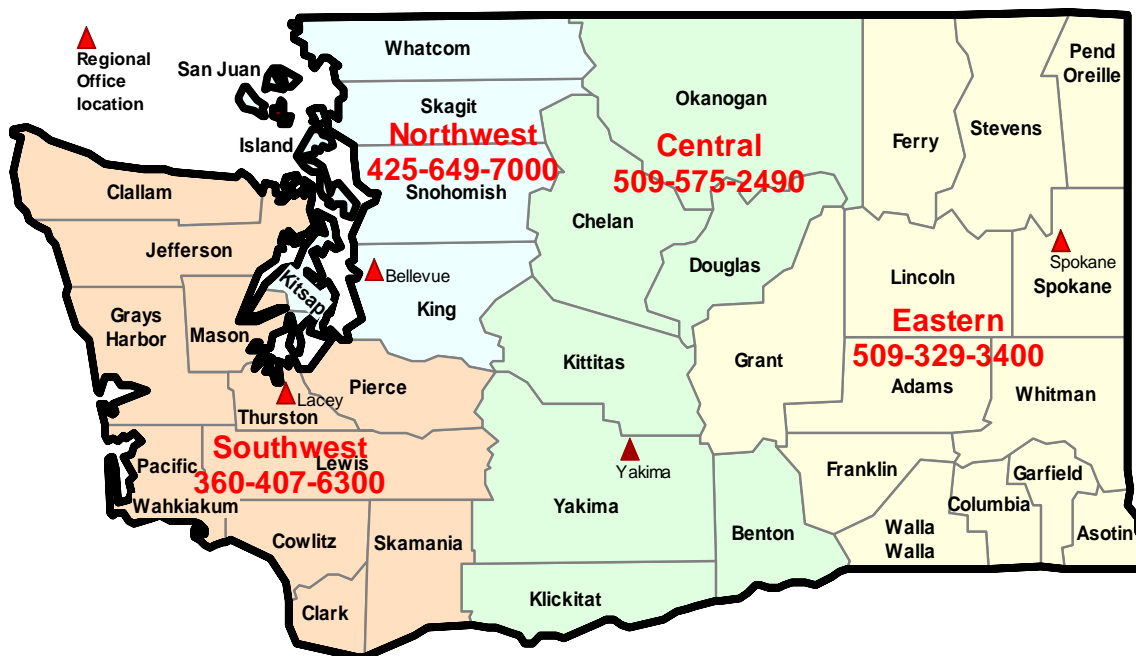 Regional
Office
location
San Juan
Island
Whatcom
Skagit
Northwest
425-649-7000
Snohomish
Bellevue
King
Kitsap
Clallam
Jefferson
Grays
Harbor
Mason
Pierce
Lacey
Thurston
Southwest
360-407-6300
Lewis
Pacific
Wahkiakum
Cowlitz
Skamania
Clark
Okanogan
Central
509-575-2490
Chelan
Douglas
Kittitas
Yakima
Yakima
Benton
Klickitat
Ferry
Stevens
Pend
Oreille
Spokane
Spokane
Lincoln
Eastern
509-329-3400
Grant
Adams
Whitman
Franklin
Garfield
Columbia
Walla
Walla
Asotin